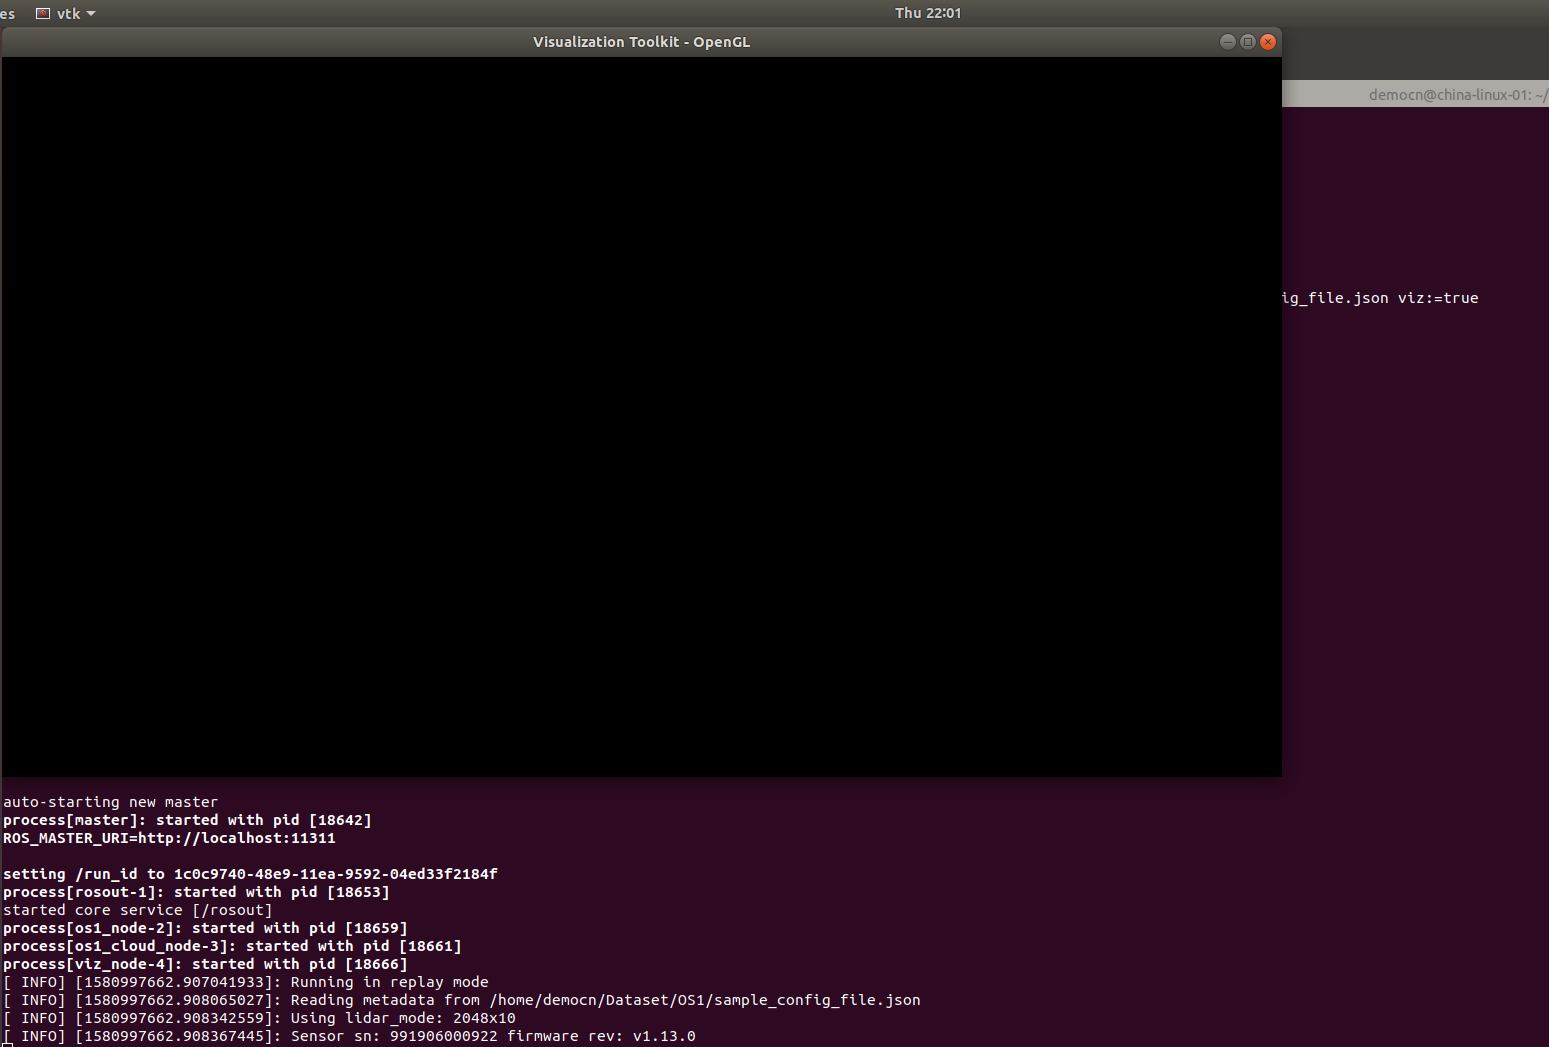 es vtk Thu 22:01
Visualization Toolkit - OpenGL
democn@china-linux-01: ~/
ig_file.json viz:=true
auto-starting new master
process[master]: started with pid [18642]
ROS_MASTER_URI=http://localhost:11311
setting /run_id to 1c0c9740-48e9-11ea-9592-04ed33f2184f
process[rosout-1]: started with pid [18653]
started core service [/rosout]
process[os1_node-2]: started with pid [18659]
process[os1_cloud_node-3]: started with pid [18661]
process[viz_node-4]: started with pid [18666]
[ INFO] [1580997662.907041933]: Running in replay mode
[ INFO] [1580997662.908065027]: Reading metadata from /home/democn/Dataset/OS1/sample_config_file.json
[ INFO] [1580997662.908342559]: Using lidar_mode: 2048x10
[ INFO] [1580997662.908367445]: Sensor sn: 991906000922 firmware rev: v1.13.0